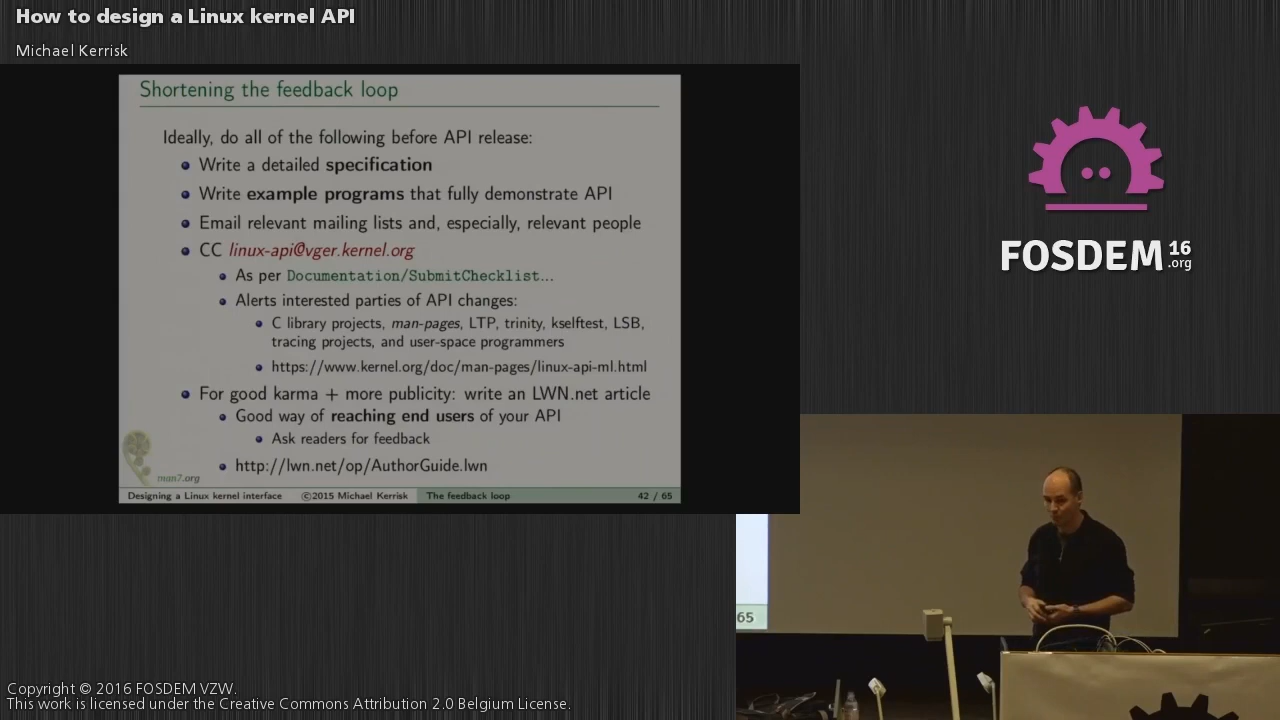 How to design a Linux kernel API
Michael Kerrisk
Shortening the feedback loop
Ideally, do all of the following before API release:
Write a detailed specification
Write example programs that fully demonstrate API
Email relevant mailing lists and, especially, relevant people
CC linux-api@vger.kernel.org
As per Documentation/SubmitChecklist...
Alerts interested parties of API changes:
C library projects, man-pages, LTP, trinity, kselftest, LSB,
tracing projects, and user-space programmers
https://www.kernel.org/doc/man-pages/linux-api-ml.html
For good karma + more publicity: write an LWN.net article
Good way of reaching end users of your API
Ask readers for feedback
http://lwn.net/op/AuthorGuide.lwn
man7.org
Designing a Linux kernel interface ©2015 Michael Kerrisk The feedback loop 42 / 65
FOSDEM 16
.org
65
Copyright © 2016 FOSDEM VZW.
This work is licensed under the Creative Commons Attribution 2.0 Belgium License.